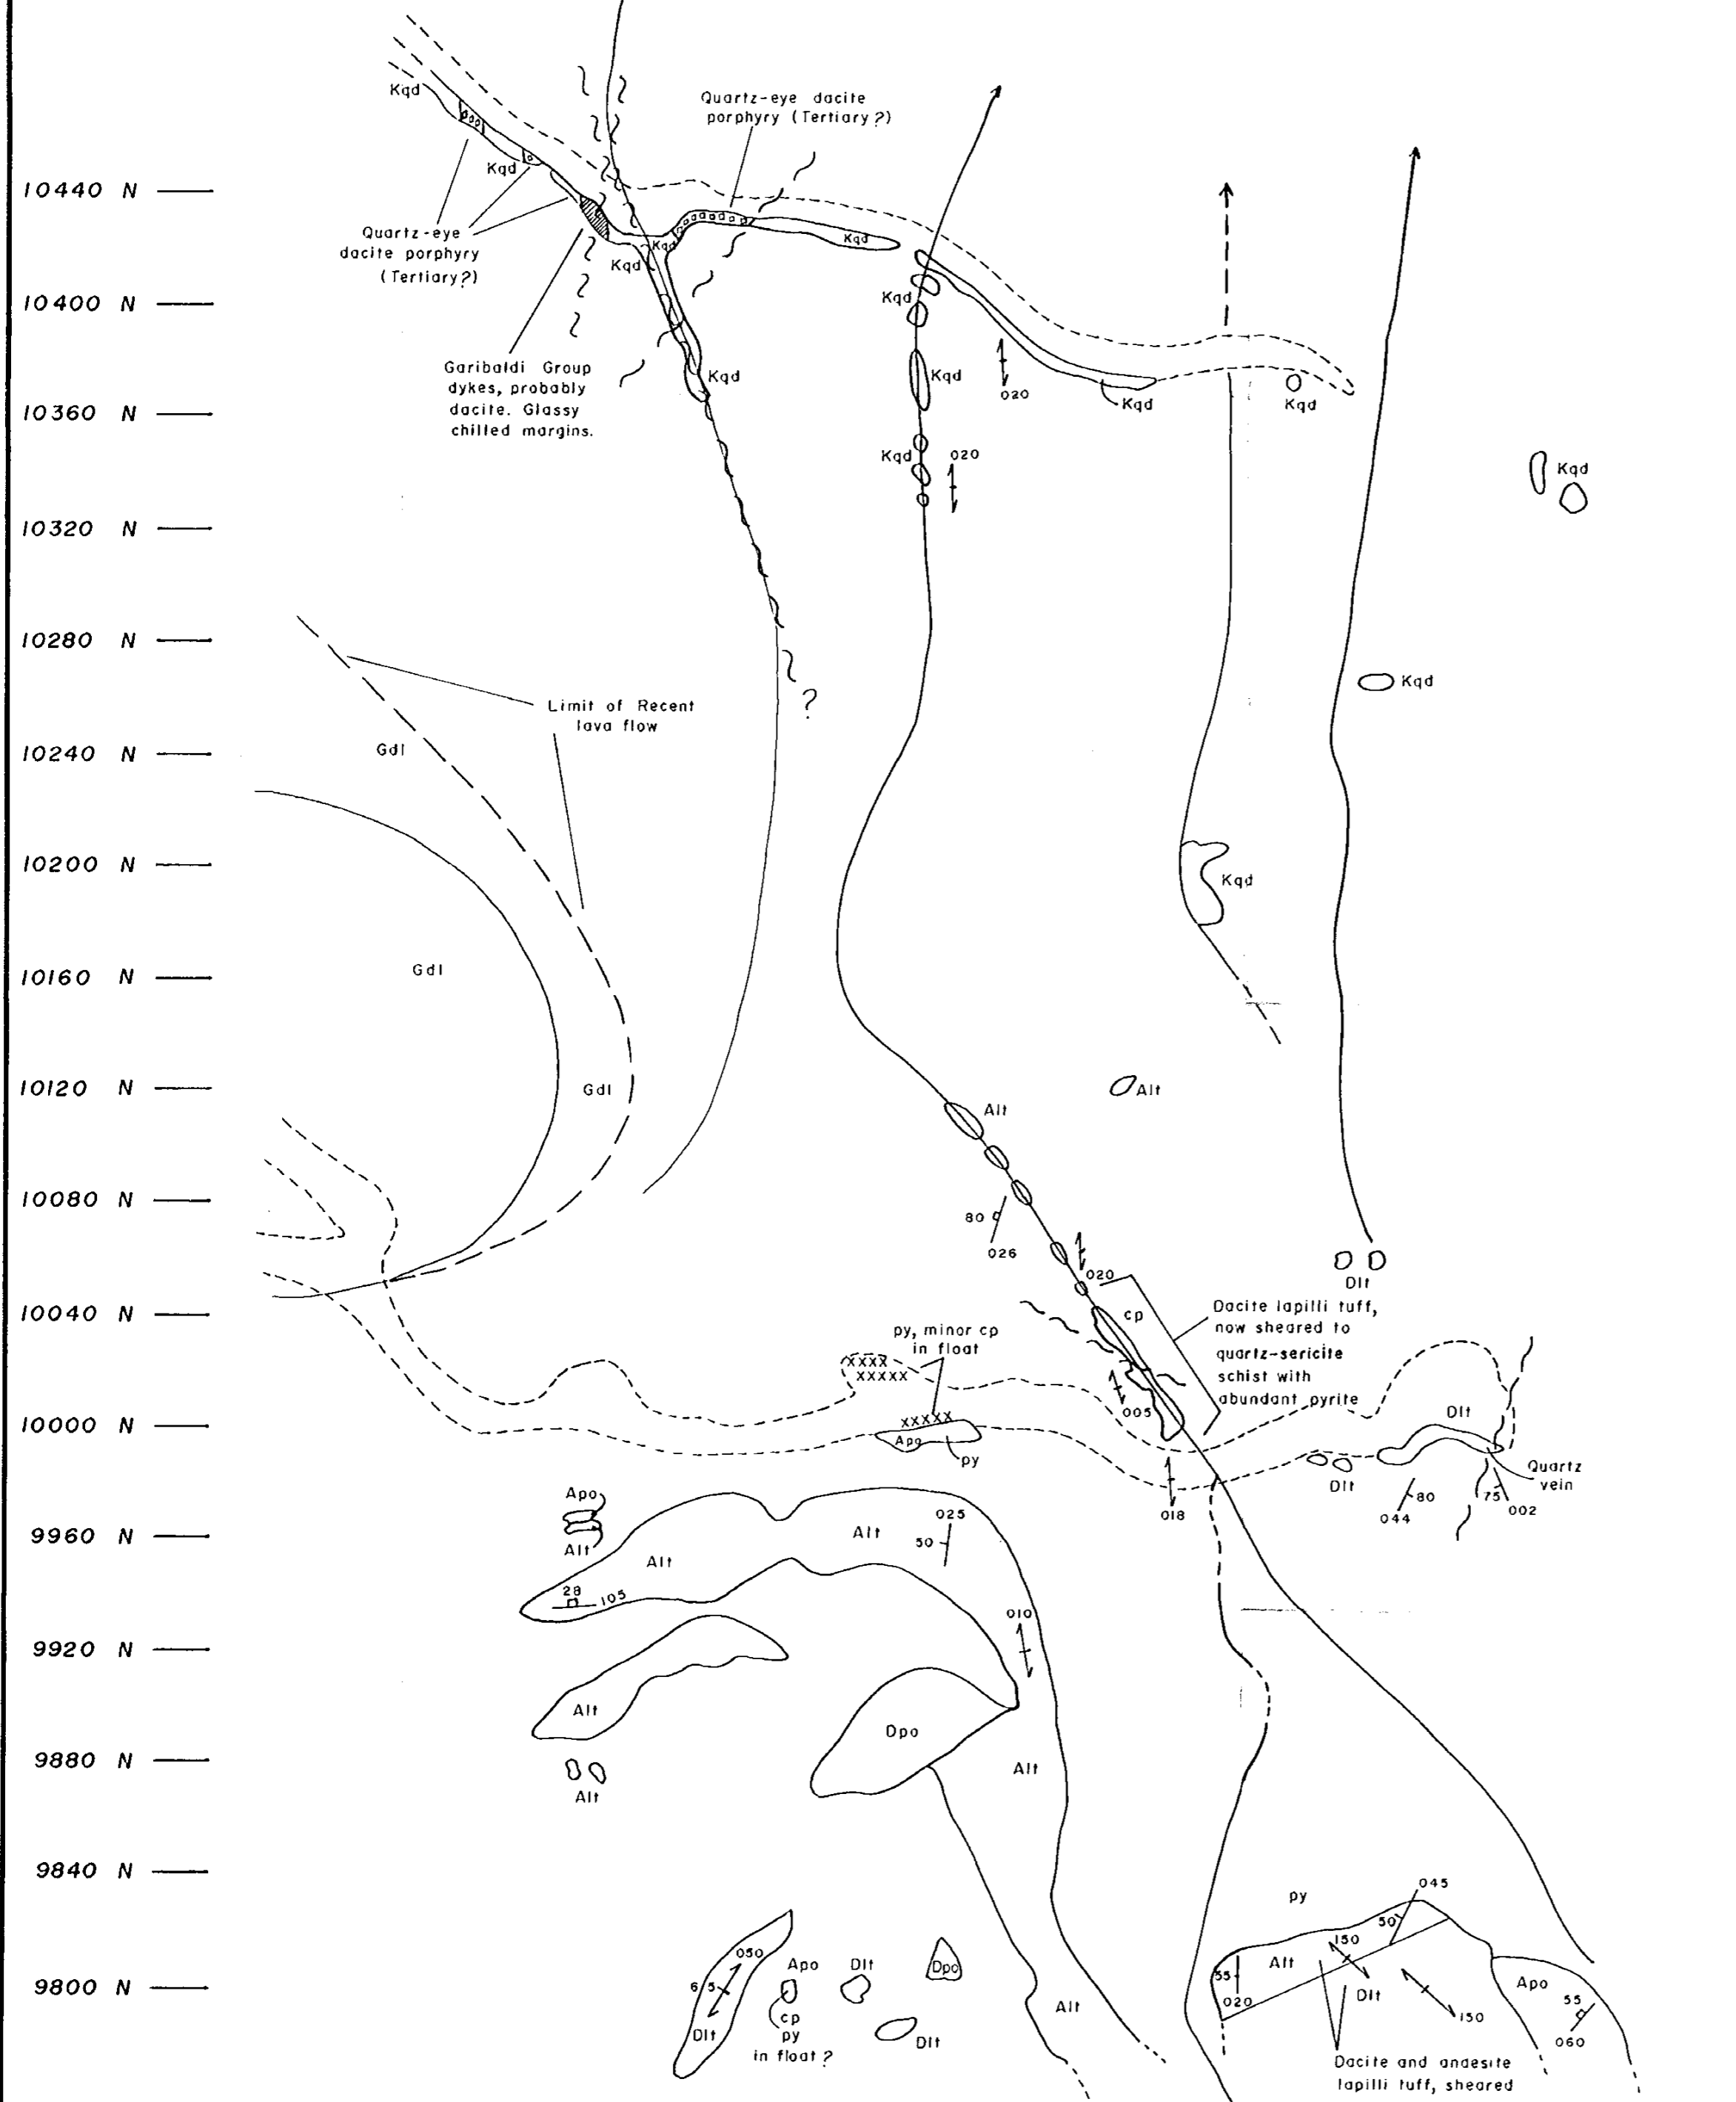 Kqd
Quartz-eye dacite
porphyry (Tertiary?)
Kqd
10440 N
Quartz-eye
dacite porphyry
(Tertiary?)
Kqd
Kqd
Kqd
10400 N
Kqd
Garibaldi Group
dykes, probably
dacite. Glassy
chilled margins.
Kqd
Kqd
020
Kqd
Kqd
10360 N
Kqd
020
Kqd
10320 N
10280 N
?
Kqd
Limit of Recent
lava flow
10240 N
Gdl
10200 N
Kqd
10160 N
Gdl
10120 N
Gdl
Alt
Alt
10080 N
80
026
020
Dlt
10040 N
cp
Dacite lapilli tuff,
now sheared to
quartz-sericite
schist with
abundant pyrite
py, minor cp
in float
XXXX
XXXXX
005
10000 N
XXXXX
Apo
py
Dlt
Quartz
vein
Dlt
80
75
044
002
018
Apo
Alt
9960 N
025
50
Alt
Alt
28
105
010
9920 N
Alt
Dpo
9880 N
Alt
Alt
9840 N
045
py
50
150
050
65
Apo
Dlt
Dpo
Alt
55
020
Dlt
Apo
55
060
150
9800 N
Dlt
cp
py
in float?
Dlt
Alt
Dacite and andesite
lapilli tuff, sheared